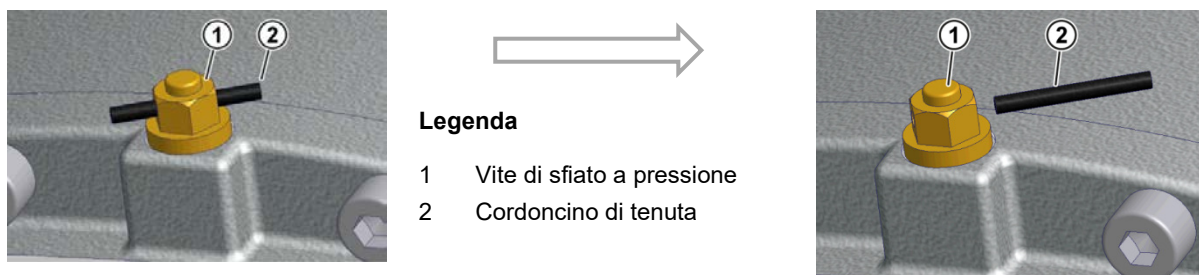 1 2
Legenda
1 Vite di sfiato a pressione
2 Cordoncino di tenuta
1 2